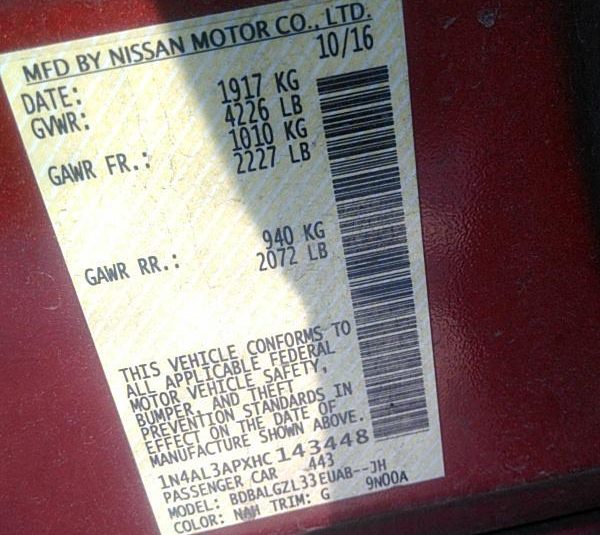 MFD BY NISSAN MOTOR CO., LTD.
DATE: 10/16
GVWR: 1917 KG
4226 LB
GAWR FR.: 1010 KG
2227 LB
GAWR RR.: 940 KG
2072 LB
THIS VEHICLE CONFORMS TO
ALL APPLICABLE FEDERAL
MOTOR VEHICLE SAFETY,
BUMPER, AND THEFT
PREVENTION STANDARDS IN
EFFECT ON THE DATE OF
MANUFACTURE SHOWN ABOVE.
1N4AL3APXHC143448
PASSENGER CAR 443
MODEL: BDBALGZL33EUAB--JH
COLOR: NAH TRIM: G 9N00A